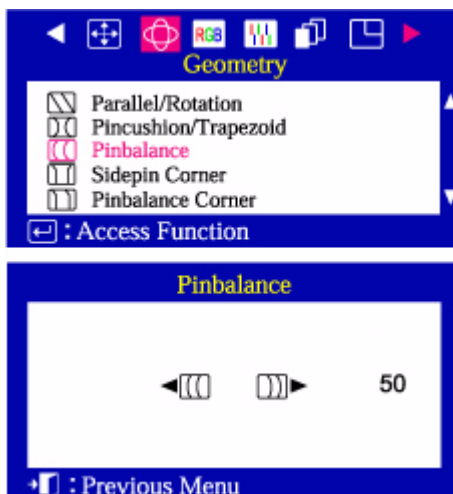 RGB
Geometry
Parallel/Rotation
Pincushion/Trapezoid
Pinbalance
Sidepin Corner
Pinbalance Corner
: Access Function
Pinbalance
50
: Previous Menu